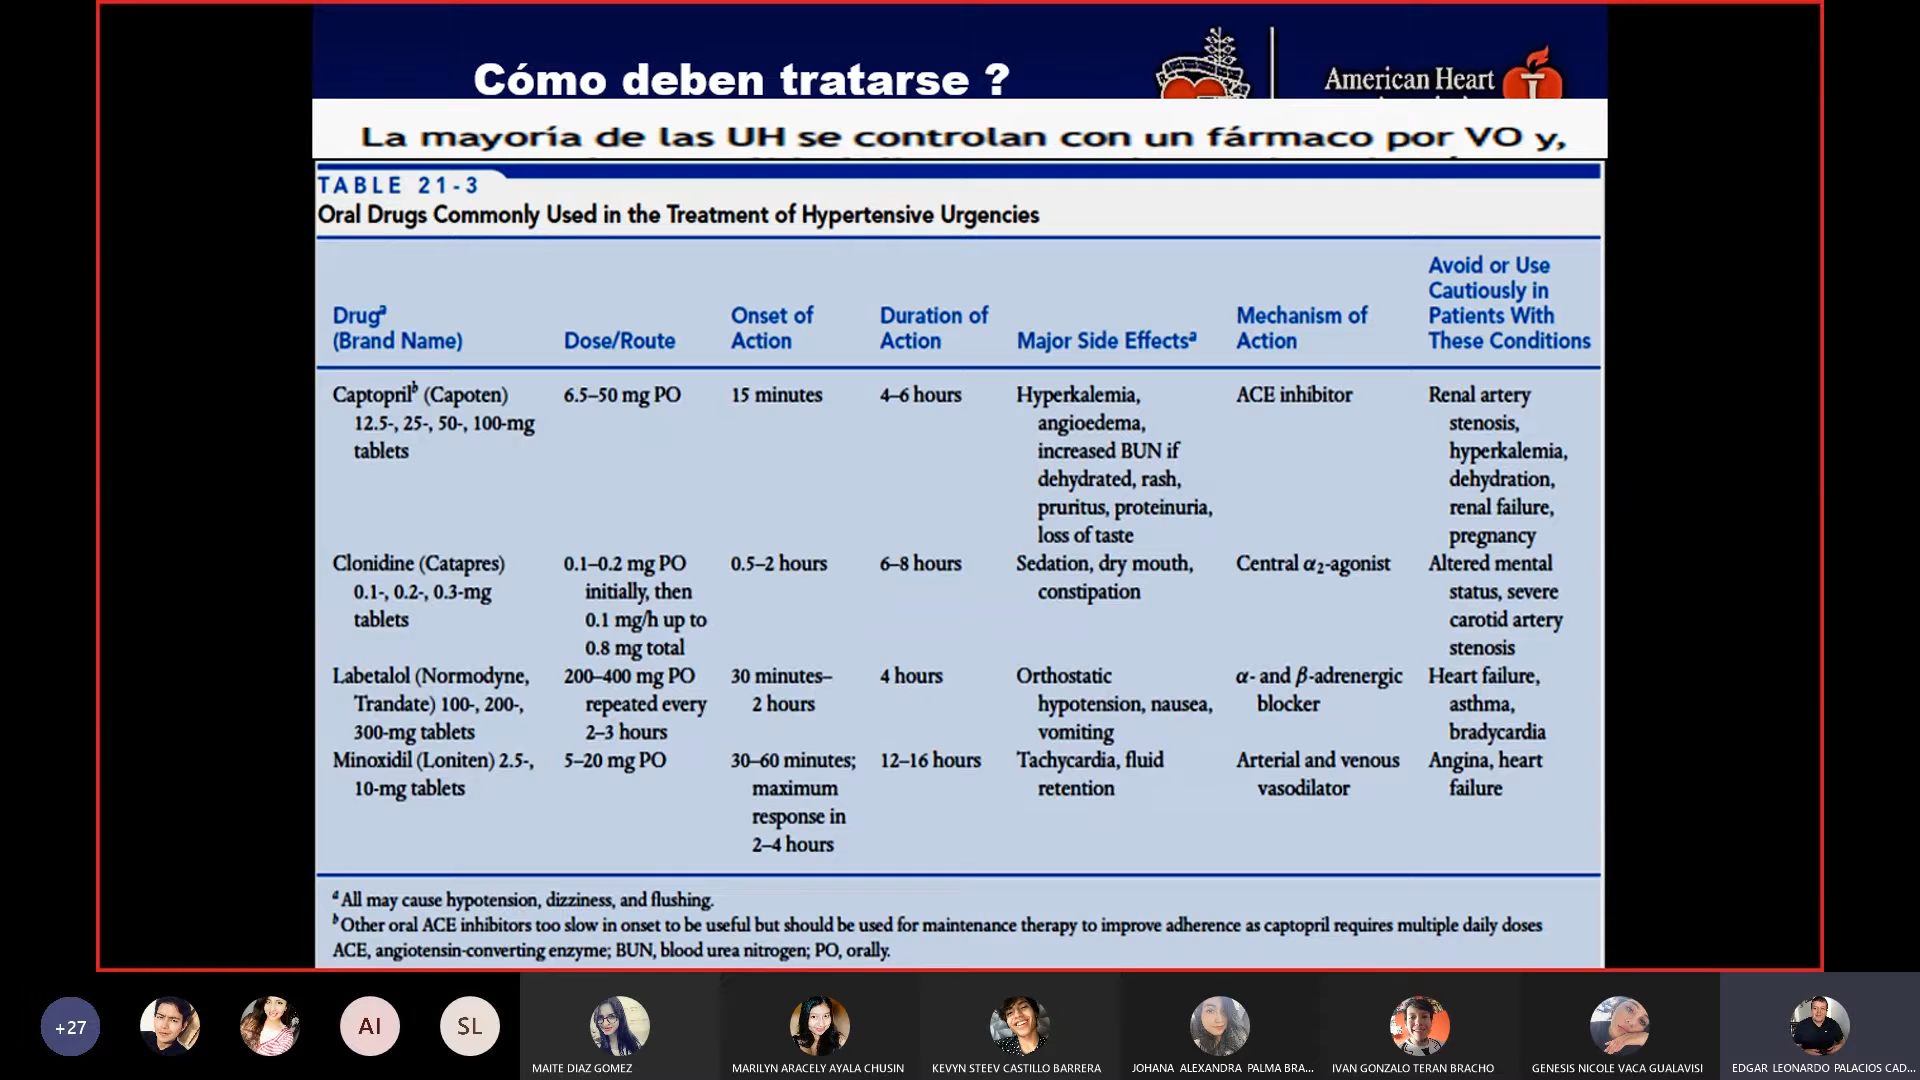 Cómo deben tratarse ?
American Heart
La mayoría de las UH se controlan con un fármaco por VO y,
TABLE 21-3
Oral Drugs Commonly Used in the Treatment of Hypertensive Urgencies
Drugᵃ (Brand Name)
Dose/Route
Onset of Action
Duration of Action
Major Side Effectsᵃ
Mechanism of Action
Avoid or Use Cautiously in Patients With These Conditions
Captoprilᵇ (Capoten) 12.5-, 25-, 50-, 100-mg tablets
6.5–50 mg PO
15 minutes
4–6 hours
Hyperkalemia, angioedema, increased BUN if dehydrated, rash, pruritus, proteinuria, loss of taste
ACE inhibitor
Renal artery stenosis, hyperkalemia, dehydration, renal failure, pregnancy
Clonidine (Catapres) 0.1-, 0.2-, 0.3-mg tablets
0.1–0.2 mg PO initially, then 0.1 mg/h up to 0.8 mg total
0.5–2 hours
6–8 hours
Sedation, dry mouth, constipation
Central α₂-agonist
Altered mental status, severe carotid artery stenosis
Labetalol (Normodyne, Trandate) 100-, 200-, 300-mg tablets
200–400 mg PO repeated every 2–3 hours
30 minutes–2 hours
4 hours
Orthostatic hypotension, nausea, vomiting
α- and β-adrenergic blocker
Heart failure, asthma, bradycardia
Minoxidil (Loniten) 2.5-, 10-mg tablets
5–20 mg PO
30–60 minutes; maximum response in 2–4 hours
12–16 hours
Tachycardia, fluid retention
Arterial and venous vasodilator
Angina, heart failure
ᵃ All may cause hypotension, dizziness, and flushing.
ᵇ Other oral ACE inhibitors too slow in onset to be useful but should be used for maintenance therapy to improve adherence as captopril requires multiple daily doses
ACE, angiotensin-converting enzyme; BUN, blood urea nitrogen; PO, orally.
+27
AI
SL
MAITE DIAZ GOMEZ
MARILYN ARACELY AYALA CHUSIN
KEVYN STEEV CASTILLO BARRERA
JOHANA ALEXANDRA PALMA BRA...
IVAN GONZALO TERAN BRACHO
GENESIS NICOLE VACA GUALAVISI
EDGAR LEONARDO PALACIOS CAD...